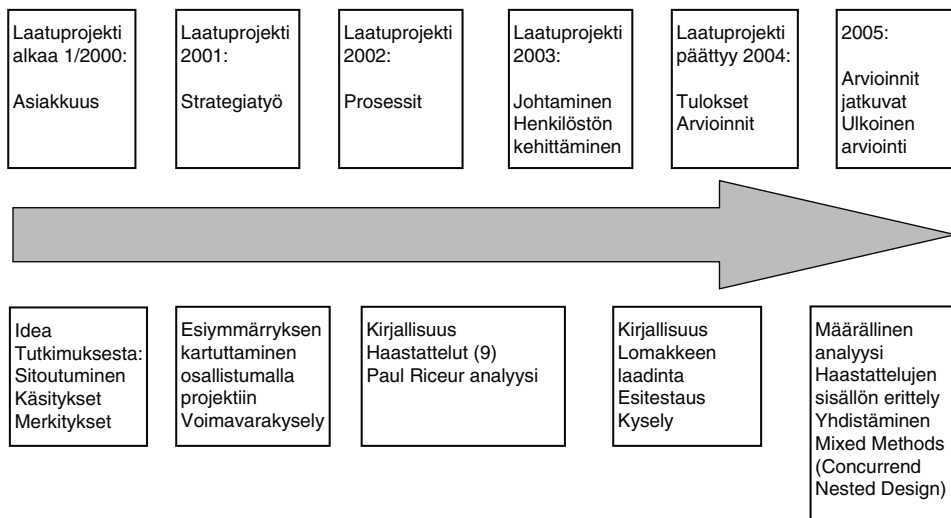 Laatuprojekti
alkaa 1/2000:
Asiakkuus
Laatuprojekti
2001:
Strategiatyö
Laatuprojekti
2002:
Prosessit
Laatuprojekti
2003:
Johtaminen
Henkilöstön
kehittäminen
Laatuprojekti
päättyy 2004:
Tulokset
Arvioinnit
2005:
Arvioinnit
jatkuvat
Ulkoinen
arviointi
Idea
Tutkimuksesta:
Sitoutuminen
Käsitykset
Merkitykset
Esiymmärryksen
kartuttaminen
osallistumalla
projektiin
Voimavarakysely
Kirjallisuus
Haastattelut (9)
Paul Riceur analyysi
Kirjallisuus
Lomakkeen
laadinta
Esitestaus
Kysely
Määrällinen
analyysi
Haastattelujen
sisällön erittely
Yhdistäminen
Mixed Methods
(Concurrend
Nested Design)